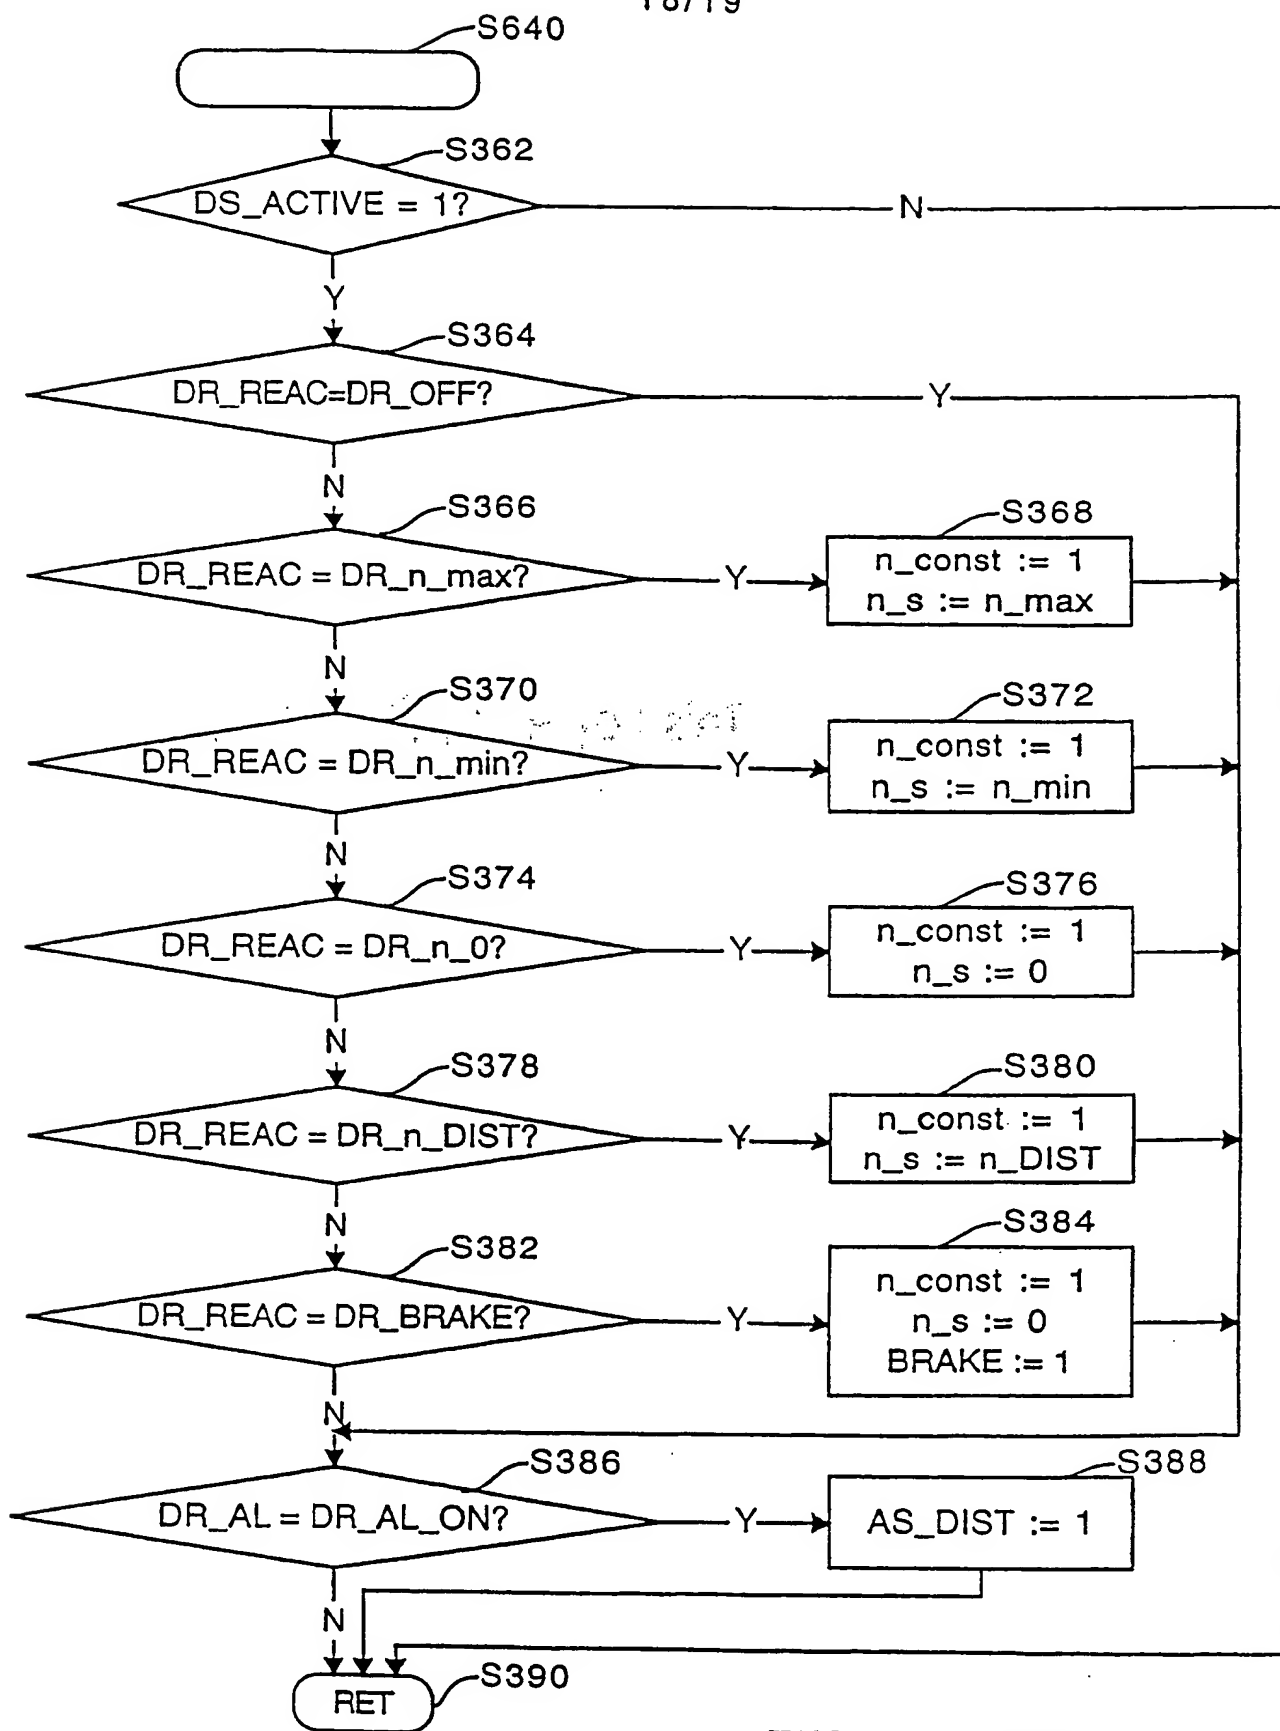 18/19
S640
S362
DS_ACTIVE = 1?
N
Y
S364
DR_REAC=DR_OFF?
Y
N
S366
DR_REAC = DR_n_max?
Y
S368
n_const := 1
n_s := n_max
N
S370
DR_REAC = DR_n_min?
Y
S372
n_const := 1
n_s := n_min
N
S374
DR_REAC = DR_n_0?
Y
S376
n_const := 1
n_s := 0
N
S378
DR_REAC = DR_n_DIST?
Y
S380
n_const := 1
n_s := n_DIST
N
S382
DR_REAC = DR_BRAKE?
Y
S384
n_const := 1
n_s := 0
BRAKE := 1
N
S386
DR_AL = DR_AL_ON?
Y
S388
AS_DIST := 1
N
S390
RET